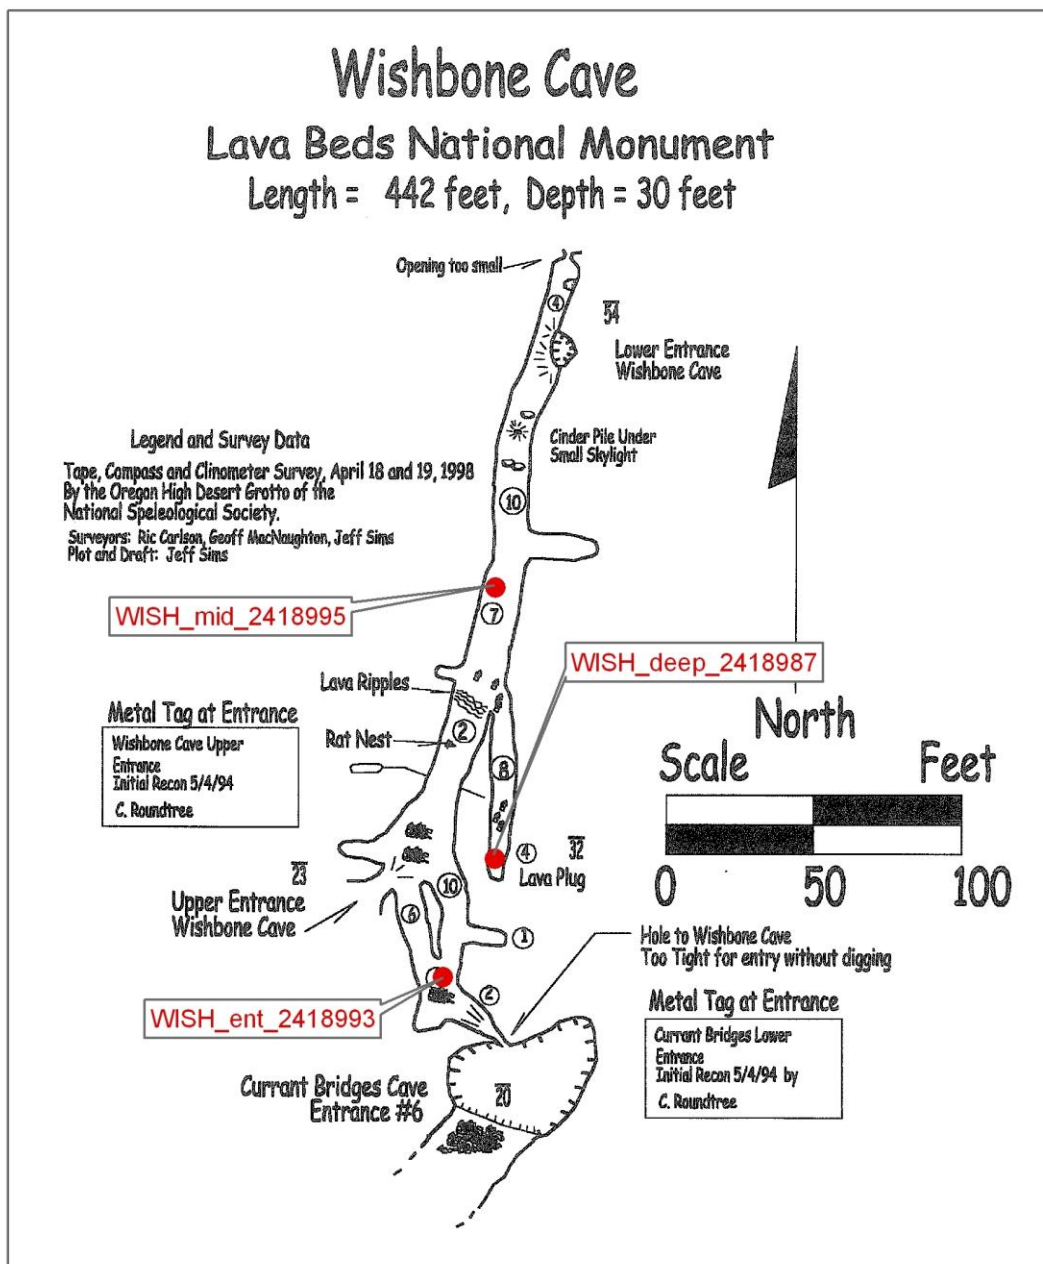 Wishbone Cave
Lava Beds National Monument
Length = 442 feet, Depth = 30 feet
Opening too small
4
54
Lower Entrance
Wishbone Cave
Cinder Pile Under
Small Skylight
Legend and Survey Data
Tape, Compass and Clinometer Survey, April 18 and 19, 1998
By the Oregon High Desert Grotto of the
National Speleological Society.
Surveyors: Ric Carlson, Geoff MacNaughton, Jeff Sims
Plot and Draft: Jeff Sims
10
WISH_mid_2418995
7
WISH_deep_2418987
Lava Ripples
Metal Tag at Entrance
Wishbone Cave Upper
Entrance
Initial Recon 5/4/94
C. Roundtree
Rat Nest
2
8
North
Scale Feet
0 50 100
4
32
Lava Plug
23
Upper Entrance
Wishbone Cave
10
6
1
Hole to Wishbone Cave
Too Tight for entry without digging
WISH_ent_2418993
2
Metal Tag at Entrance
Currant Bridges Lower
Entrance
Initial Recon 5/4/94 by
C. Roundtree
Currant Bridges Cave
Entrance #6
20